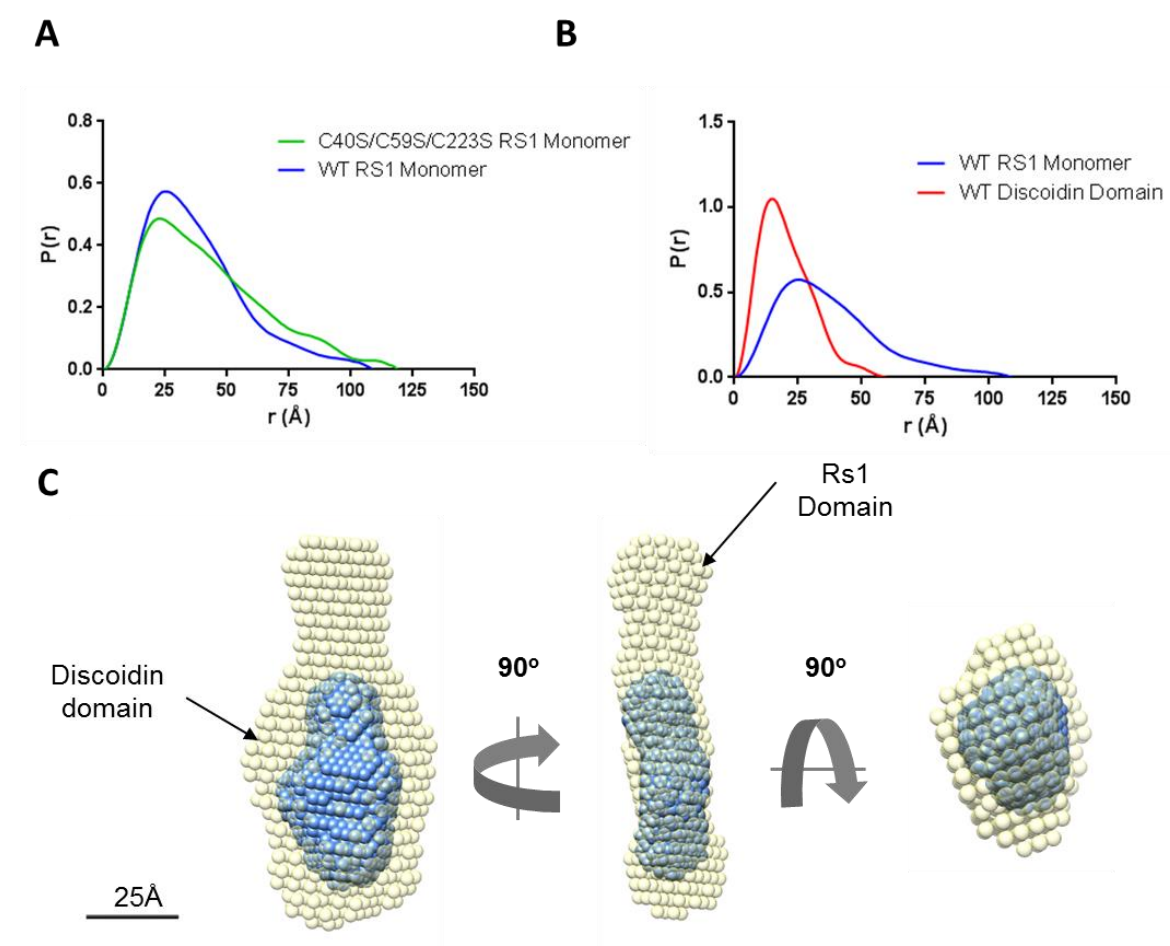 A
B
0.8
0.6
0.4
0.2
0.0
P(r)
C40S/C59S/C223S RS1 Monomer
WT RS1 Monomer
0 25 50 75 100 125 150
r (Å)
1.5
1.0
0.5
0.0
P(r)
WT RS1 Monomer
WT Discoidin Domain
0 25 50 75 100 125 150
r (Å)
C
Rs1
Domain
Discoidin
domain
90º
90º
25Å